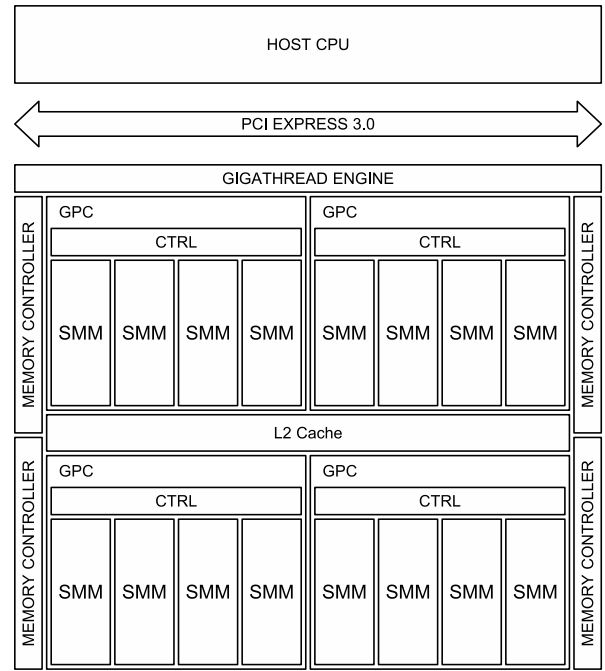 HOST CPU
PCI EXPRESS 3.0
GIGATHREAD ENGINE
MEMORY CONTROLLER
GPC
CTRL
SMM SMM SMM SMM
GPC
CTRL
SMM SMM SMM SMM
MEMORY CONTROLLER
L2 Cache
MEMORY CONTROLLER
GPC
CTRL
SMM SMM SMM SMM
GPC
CTRL
SMM SMM SMM SMM
MEMORY CONTROLLER